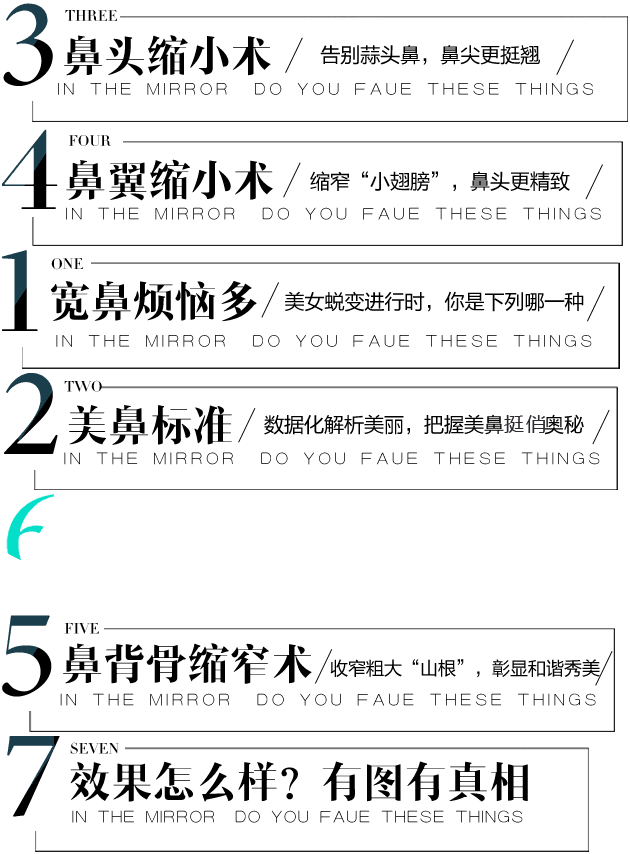 3
THREE
鼻头缩小术 / 告别蒜头鼻，鼻尖更挺翘 /
IN THE MIRROR DO YOU FAUE THESE THINGS
4
FOUR
鼻翼缩小术 / 缩窄“小翅膀”，鼻头更精致 /
IN THE MIRROR DO YOU FAUE THESE THINGS
1
ONE
宽鼻烦恼多 / 美女蜕变进行时，你是下列哪一种 /
IN THE MIRROR DO YOU FAUE THESE THINGS
2
TWO
美鼻标准 / 数据化解析美丽，把握美鼻挺俏奥秘 /
IN THE MIRROR DO YOU FAUE THESE THINGS
5
FIVE
鼻背骨缩窄术 / 收窄粗大“山根”，彰显和谐秀美 /
IN THE MIRROR DO YOU FAUE THESE THINGS
7
SEVEN
效果怎么样？有图有真相
IN THE MIRROR DO YOU FAUE THESE THINGS